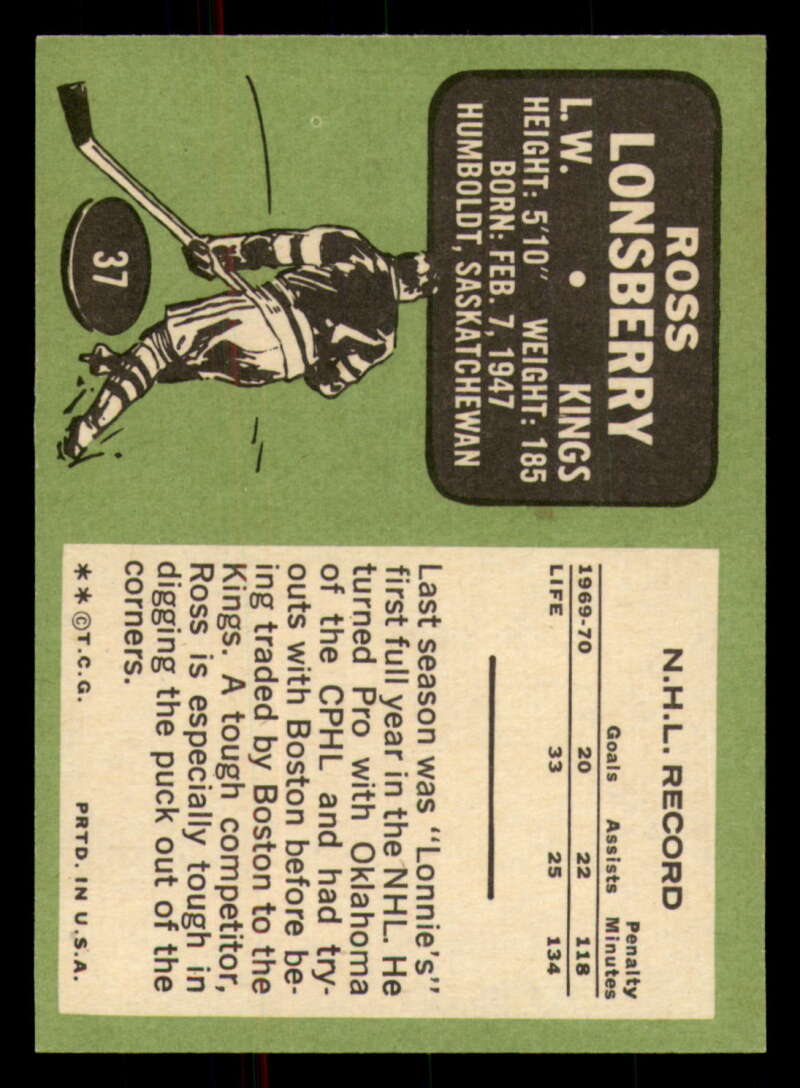 ROSS
LONSBERRY
L.W. • KINGS
HEIGHT: 5'10" WEIGHT: 185
BORN: FEB. 7, 1947
HUMBOLDT, SASKATCHEWAN
37
N.H.L. RECORD
Penalty
Goals Assists Minutes
1969-70 20 22 118
LIFE 33 25 134
Last season was "Lonnie's"
first full year in the NHL. He
turned Pro with Oklahoma
of the CPHL and had try-
outs with Boston before be-
ing traded by Boston to the
Kings. A tough competitor,
Ross is especially tough in
digging the puck out of the
corners.
**©T.C.G. PRTD. IN U.S.A.